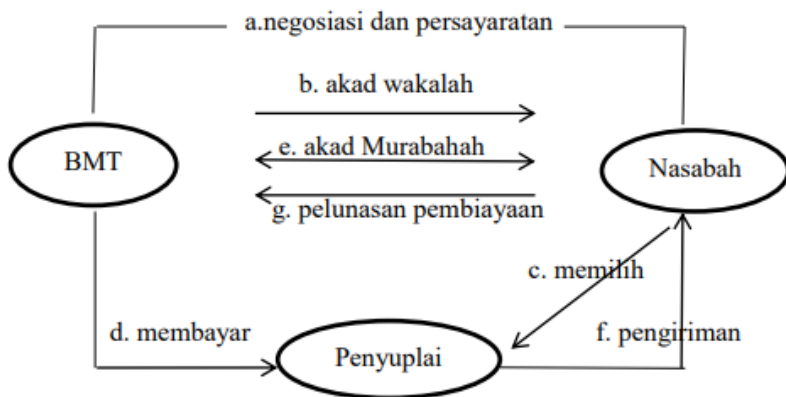 a.negosiasi dan persayaratan
b. akad wakalah
e. akad Murabahah
BMT
Nasabah
g. pelunasan pembiayaan
c. memilih
d. membayar
f. pengiriman
Penyuplai